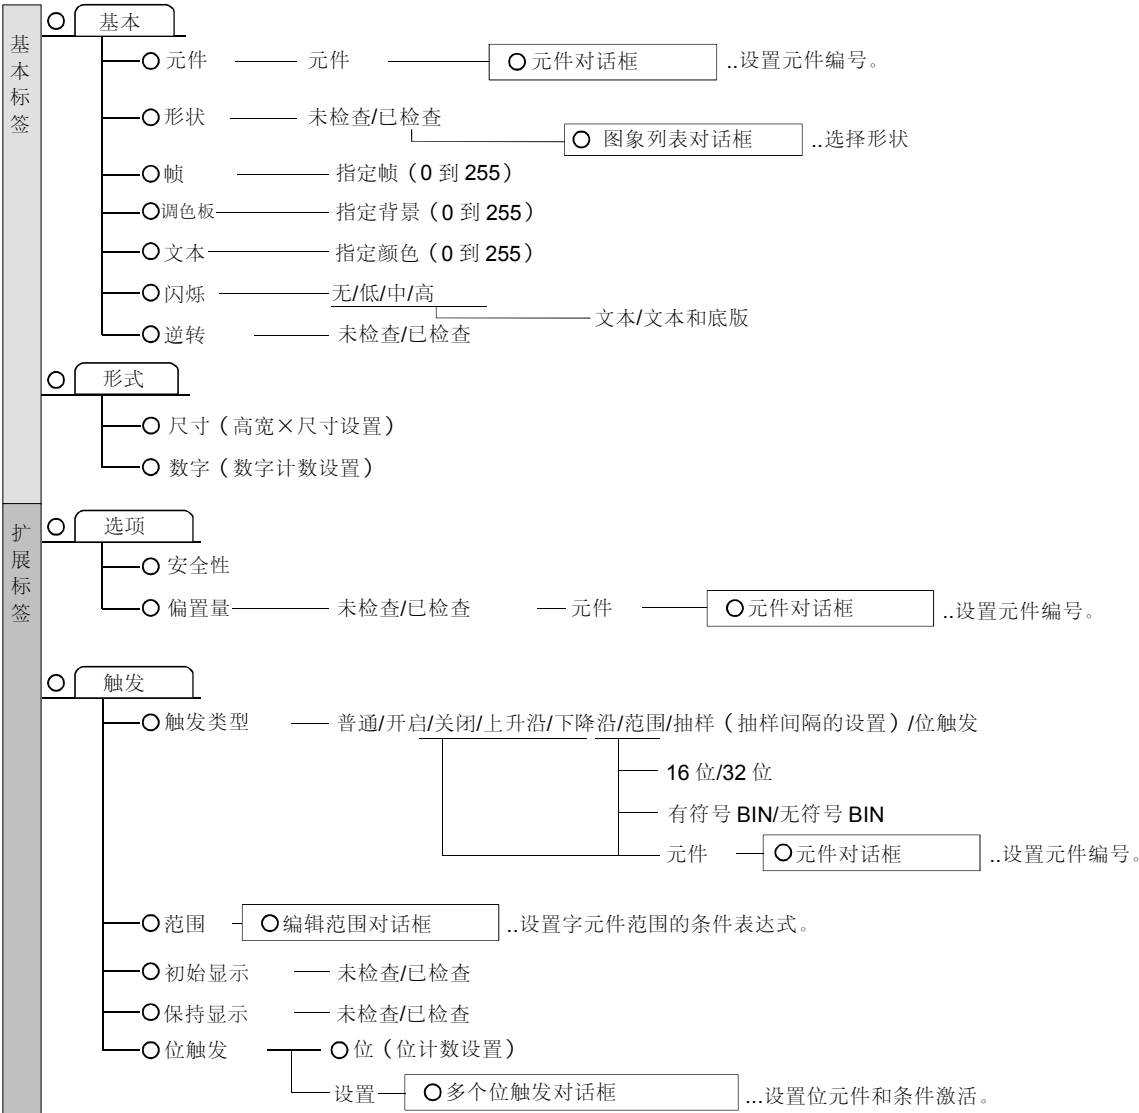 基本标签
基本
元件 元件 元件对话框 ..设置元件编号。
形状 未检查/已检查
图象列表对话框 ..选择形状
帧 指定帧（0 到 255）
调色板 指定背景（0 到 255）
文本 指定颜色（0 到 255）
闪烁 无/低/中/高
文本/文本和底版
逆转 未检查/已检查
形式
尺寸（高宽×尺寸设置）
数字（数字计数设置）
扩展标签
选项
安全性
偏置量 未检查/已检查 元件 元件对话框 ..设置元件编号。
触发
触发类型 普通/开启/关闭/上升沿/下降沿/范围/抽样（抽样间隔的设置）/位触发
16 位/32 位
有符号 BIN/无符号 BIN
元件 元件对话框 ..设置元件编号。
范围 编辑范围对话框 ..设置字元件范围的条件表达式。
初始显示 未检查/已检查
保持显示 未检查/已检查
位触发 位（位计数设置）
设置 多个位触发对话框 ...设置位元件和条件激活。